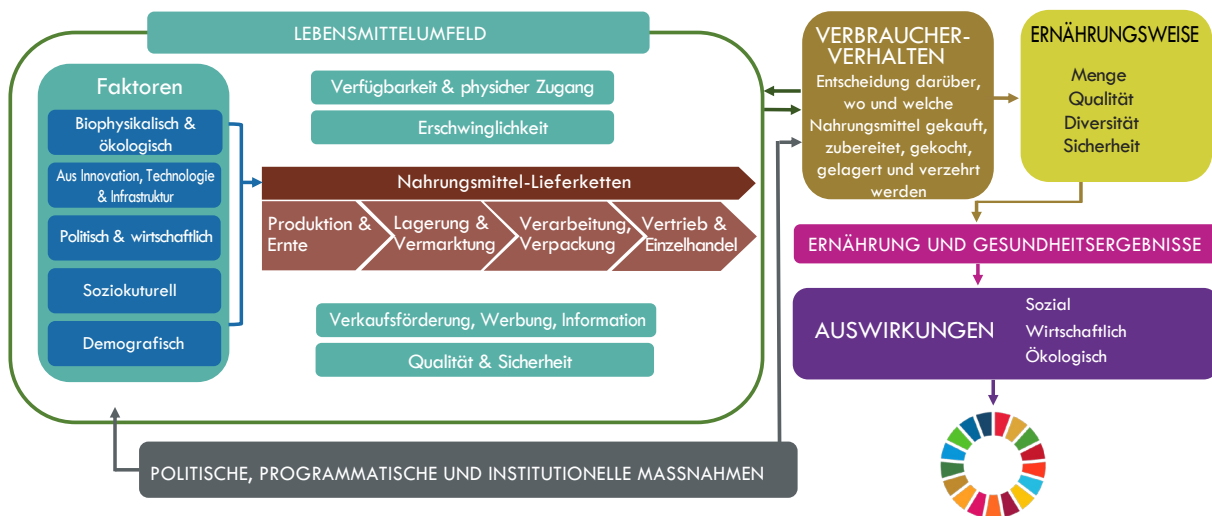 LEBENSMITTELUMFELD
Faktoren
Biophysikalisch &
ökologisch
Aus Innovation, Technologie
& Infrastruktur
Politisch & wirtschaftlich
Soziokuturell
Demografisch
Verfügbarkeit & physicher Zugang
Erschwinglichkeit
Nahrungsmittel-Lieferketten
Produktion &
Ernte
Lagerung &
Vermarktung
Verarbeitung,
Verpackung
Vertrieb &
Einzelhandel
Verkaufsförderung, Werbung, Information
Qualität & Sicherheit
POLITISCHE, PROGRAMMATISCHE UND INSTITUTIONELLE MASSNAHMEN
VERBRAUCHER-
VERHALTEN
Entscheidung darüber,
wo und welche
Nahrungsmittel gekauft,
zubereitet, gekocht,
gelagert und verzehrt
werden
ERNÄHRUNGSWEISE
Menge
Qualität
Diversität
Sicherheit
ERNÄHRUNG UND GESUNDHEITSERGEBNISSE
AUSWIRKUNGEN
Sozial
Wirtschaftlich
Ökologisch